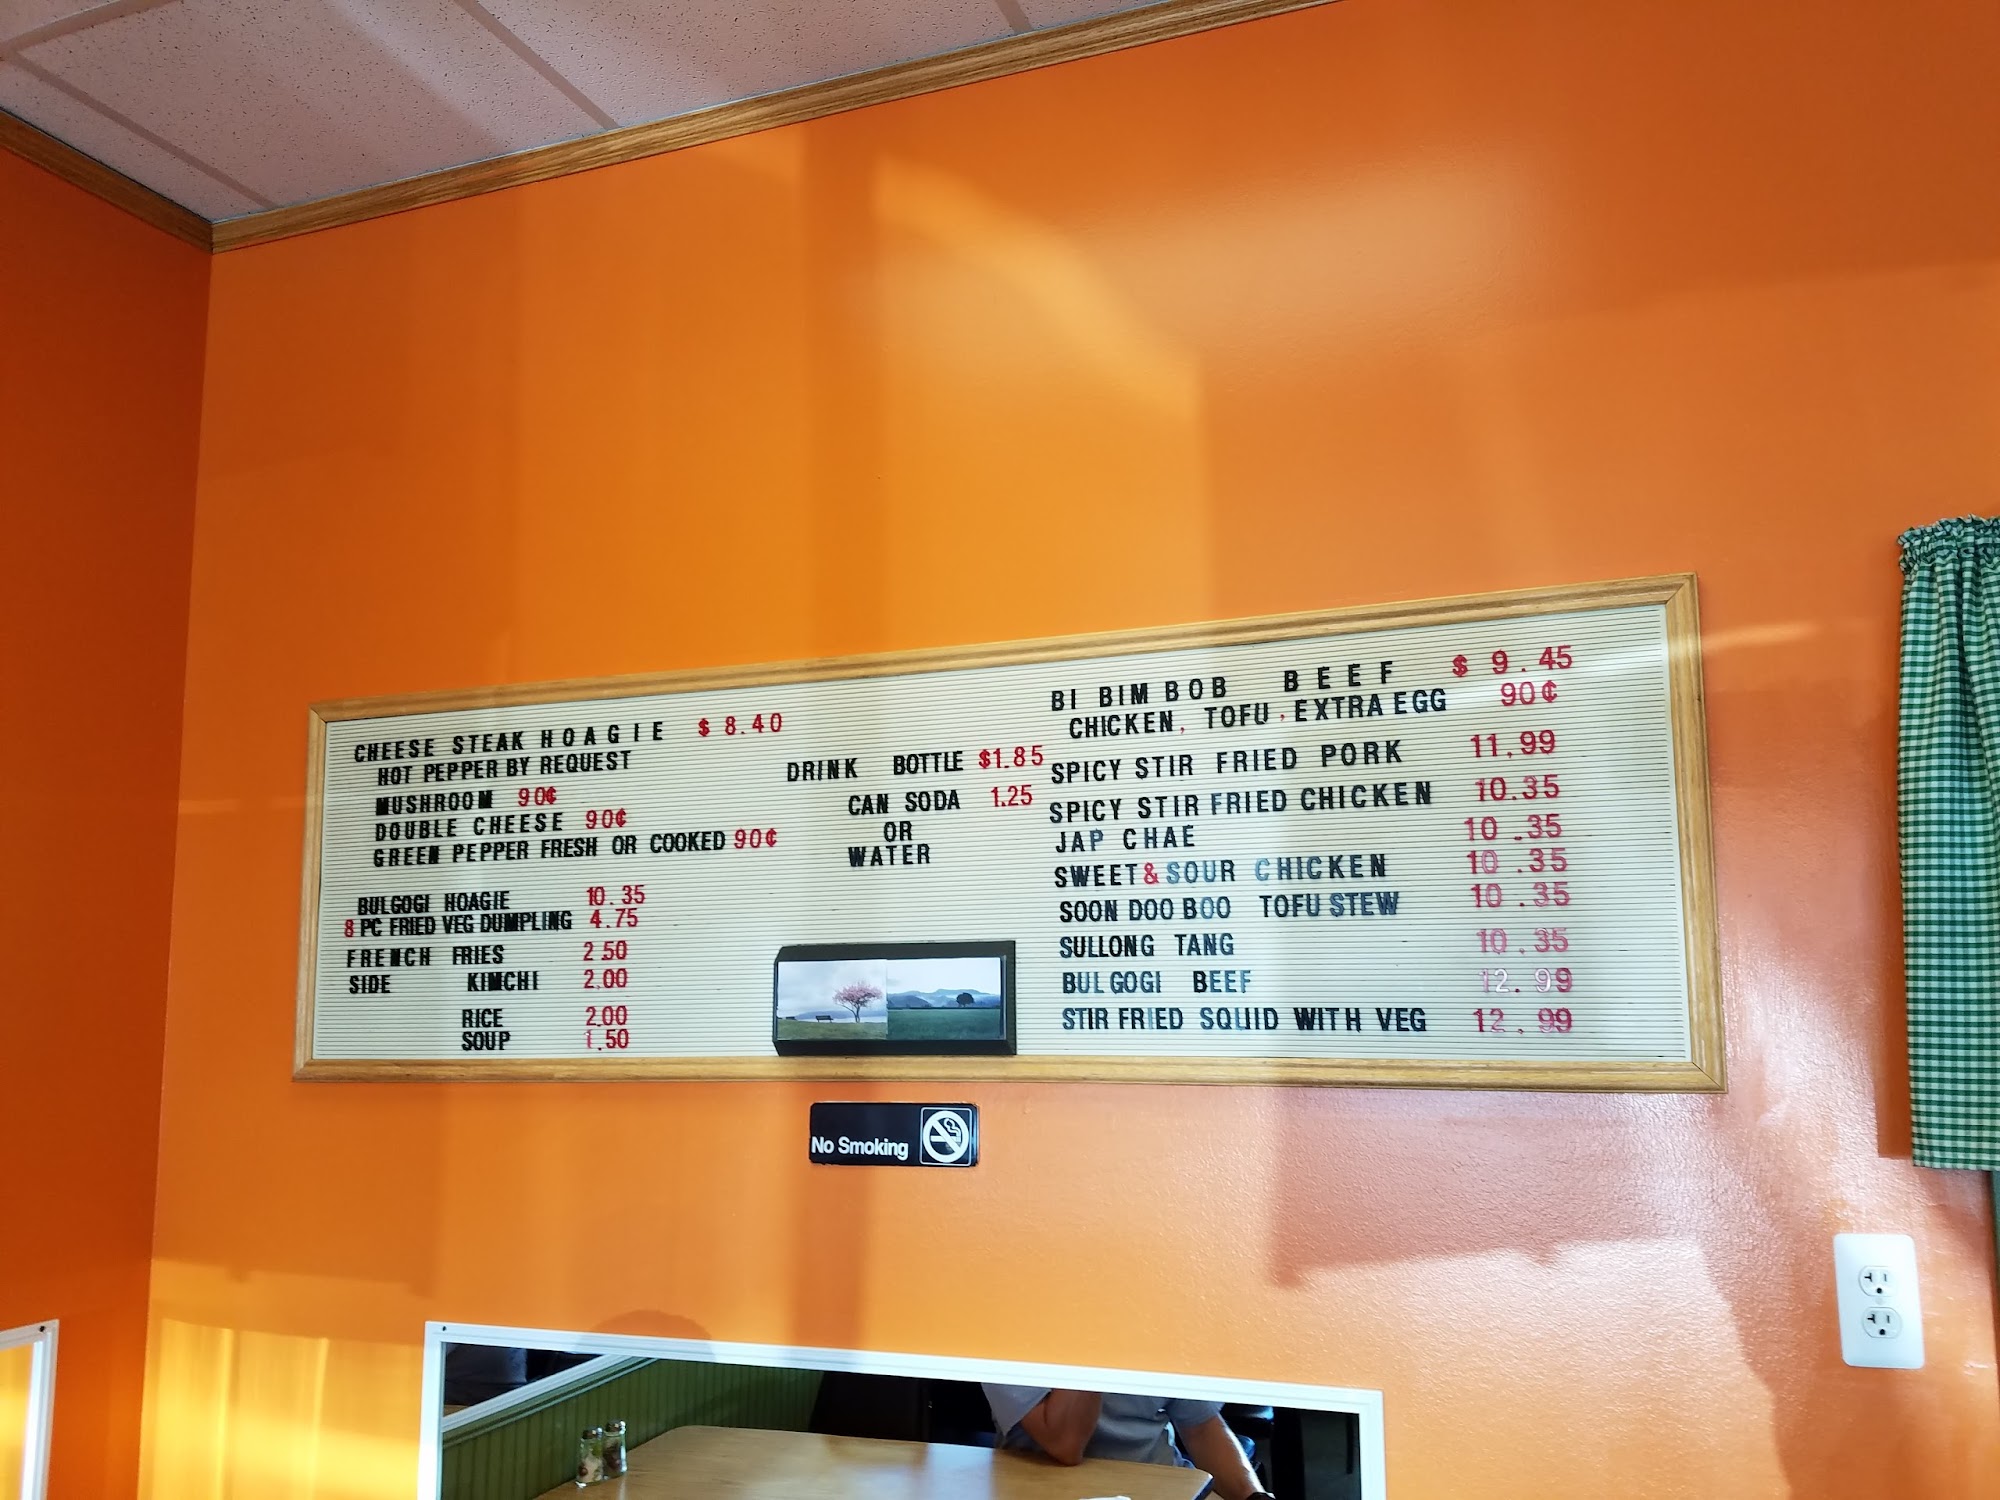 CHEESE STEAK HOAGIE $ 8.40
HOT PEPPER BY REQUEST
MUSHROOM 90¢
DOUBLE CHEESE 90¢
GREEN PEPPER FRESH OR COOKED 90¢
BULGOGI HOAGIE 10.35
8 PC FRIED VEG DUMPLING 4.75
FRENCH FRIES 2.50
SIDE KIMCHI 2.00
RICE 2.00
SOUP 1.50
DRINK BOTTLE $1.85
CAN SODA 1.25
OR
WATER
BI BIM BOB BEEF $ 9.45
CHICKEN, TOFU, EXTRA EGG 90¢
SPICY STIR FRIED PORK 11.99
SPICY STIR FRIED CHICKEN 10.35
JAP CHAE 10.35
SWEET & SOUR CHICKEN 10.35
SOON DOO BOO TOFU STEW 10.35
SULLONG TANG 10.35
BULGOGI BEEF 12.99
STIR FRIED SQUID WITH VEG 12.99
No Smoking